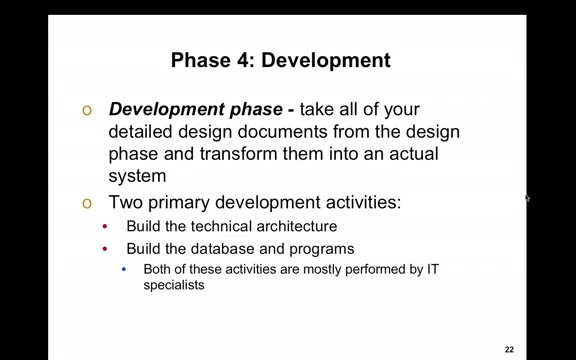 Phase 4: Development
o Development phase - take all of your
detailed design documents from the design
phase and transform them into an actual
system
o Two primary development activities:
• Build the technical architecture
• Build the database and programs
• Both of these activities are mostly performed by IT
specialists
22